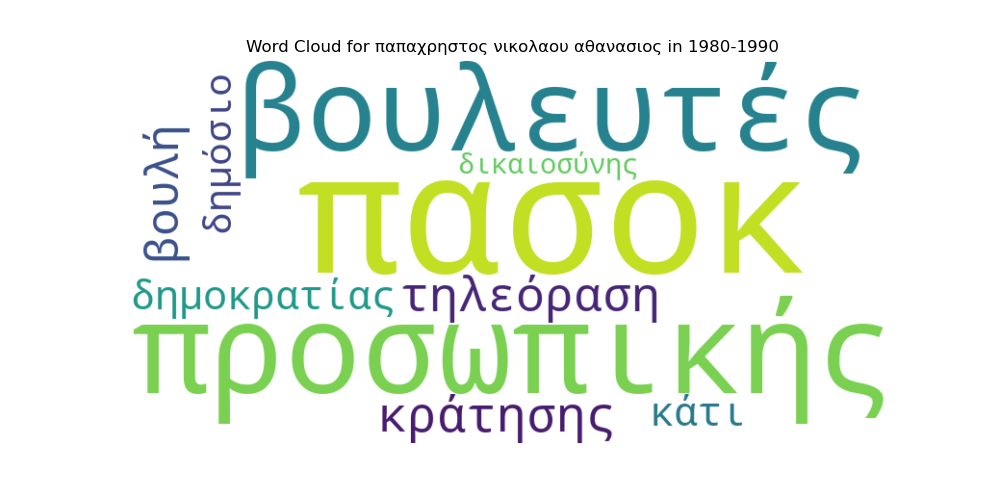 Word Cloud for παπαχρηστος νικολαου αθανασιος in 1980-1990
βουλευτές
δημόσιο
βουλή
δικαιοσύνης
πασοκ
δημοκρατίας
τηλεόραση
προσωπικής
κράτησης
κάτι